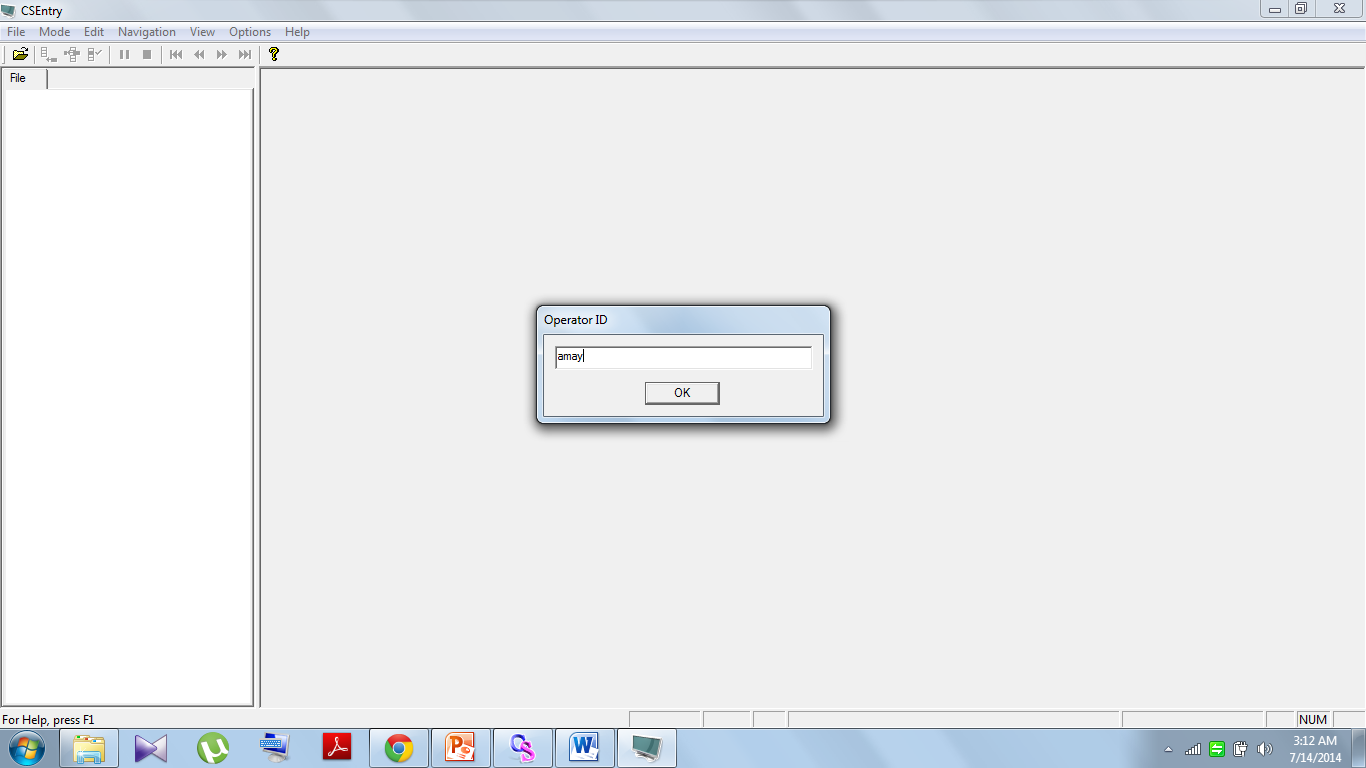 CSEntry
File Mode Edit Navigation View Options Help
File
Operator ID
amay
OK
For Help, press F1
NUM
3:12 AM
7/14/2014